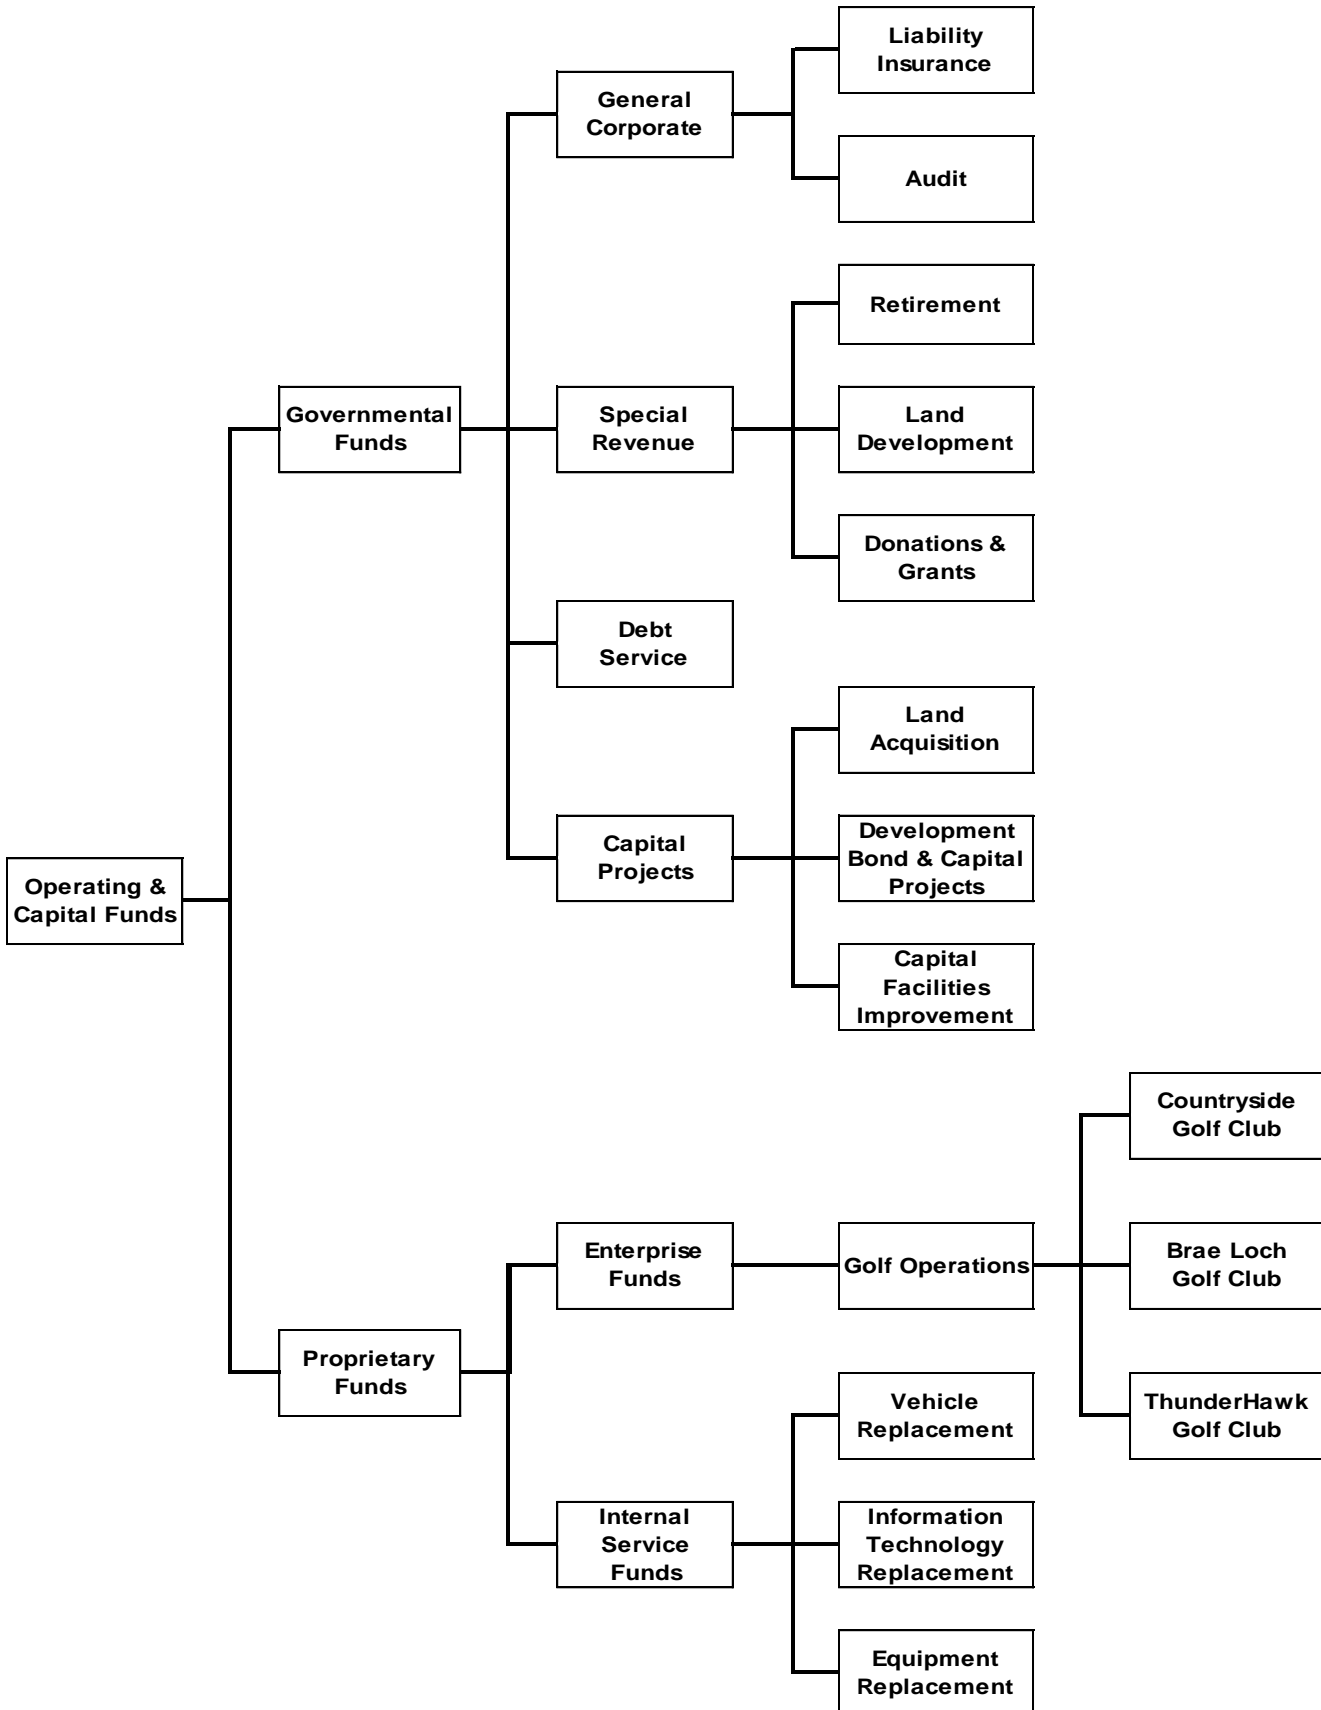 Liability
Insurance
General
Corporate
Audit
Retirement
Governmental
Funds
Special
Revenue
Land
Development
Donations &
Grants
Debt
Service
Land
Acquisition
Capital
Projects
Development
Bond & Capital
Projects
Operating &
Capital Funds
Capital
Facilities
Improvement
Countryside
Golf Club
Enterprise
Funds
Golf Operations
Brae Loch
Golf Club
Proprietary
Funds
Vehicle
Replacement
ThunderHawk
Golf Club
Internal
Service
Funds
Information
Technology
Replacement
Equipment
Replacement